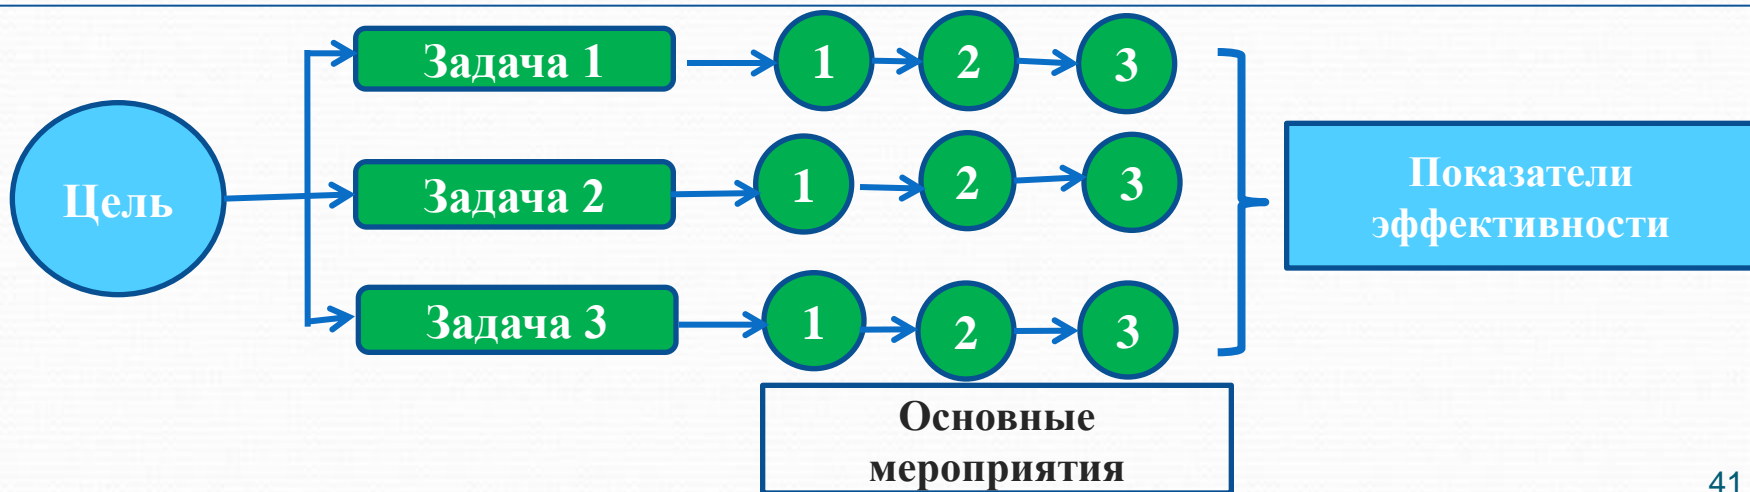 Задача 1
1
2
3
Цель
Задача 2
1
2
3
Показатели
эффективности
Задача 3
1
2
3
Основные
мероприятия
41